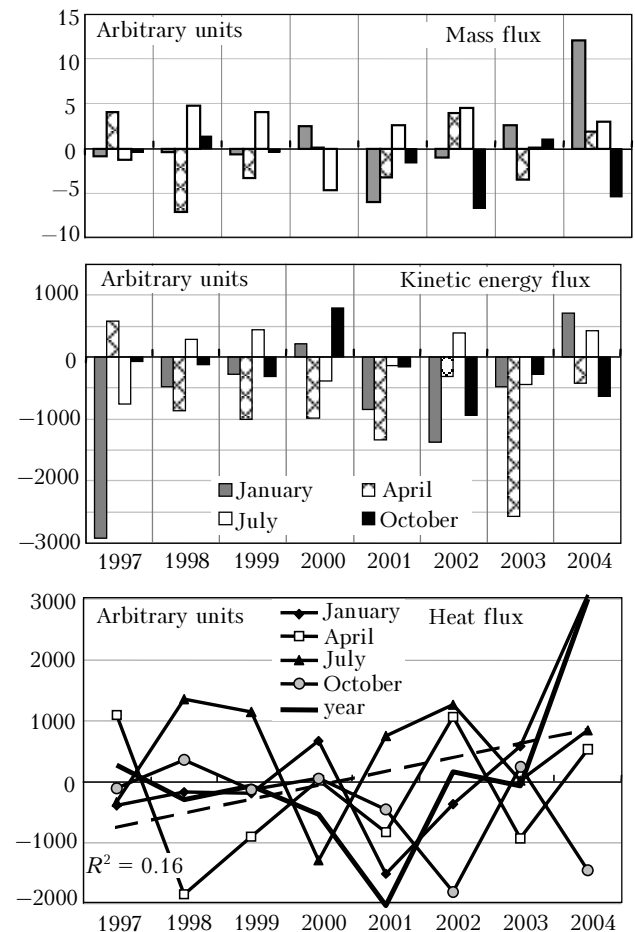 Arbitrary units Mass flux
15
10
5
0
−5
−10
Arbitrary units Kinetic energy flux
1000
0
−1000
−2000
−3000
January April
July October
1997 1998 1999 2000 2001 2002 2003 2004
Arbitrary units Heat flux
3000
2000
1000
0
−1000
−2000
January
April
July
October
year
R² = 0.16
1997 1998 1999 2000 2001 2002 2003 2004